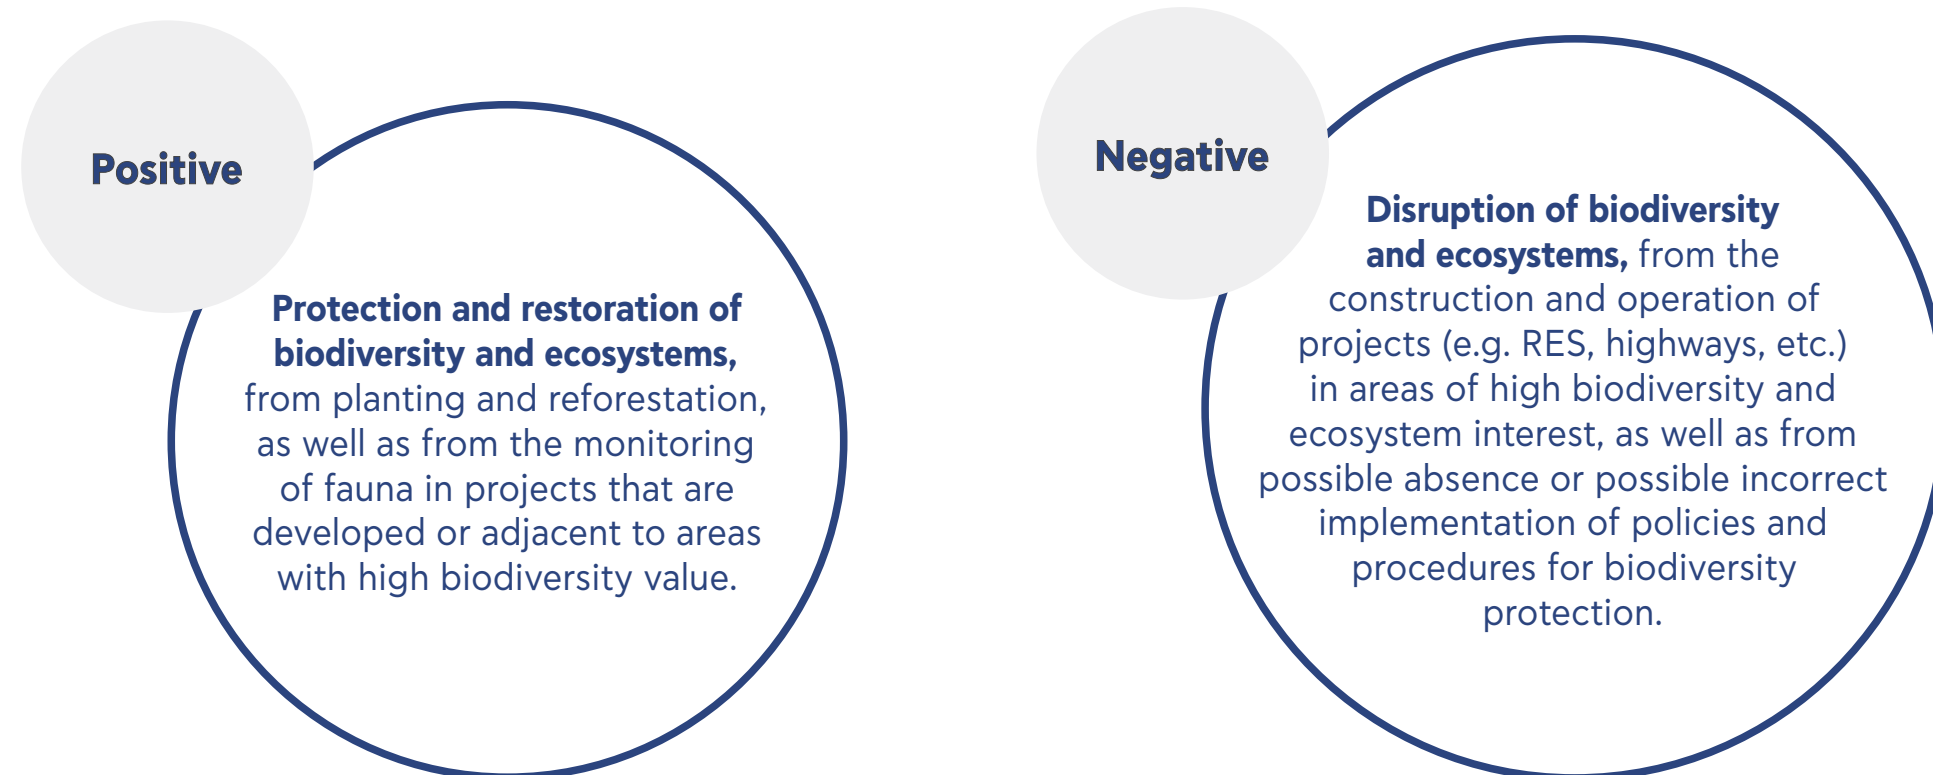 Positive
Protection and restoration of
biodiversity and ecosystems,
from planting and reforestation,
as well as from the monitoring
of fauna in projects that are
developed or adjacent to areas
with high biodiversity value.
Negative
Disruption of biodiversity
and ecosystems, from the
construction and operation of
projects (e.g. RES, highways, etc.)
in areas of high biodiversity and
ecosystem interest, as well as from
possible absence or possible incorrect
implementation of policies and
procedures for biodiversity
protection.